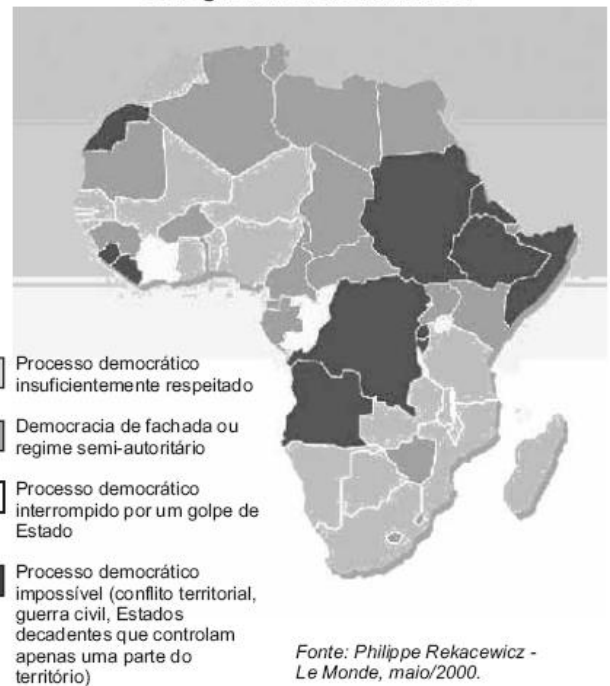 Processo democrático
insuficientemente respeitado
Democracia de fachada ou
regime semi-autoritário
Processo democrático
interrompido por um golpe de
Estado
Processo democrático
impossível (conflito territorial,
guerra civil, Estados
decadentes que controlam
apenas uma parte do
território)
Fonte: Philippe Rekacewicz -
Le Monde, maio/2000.